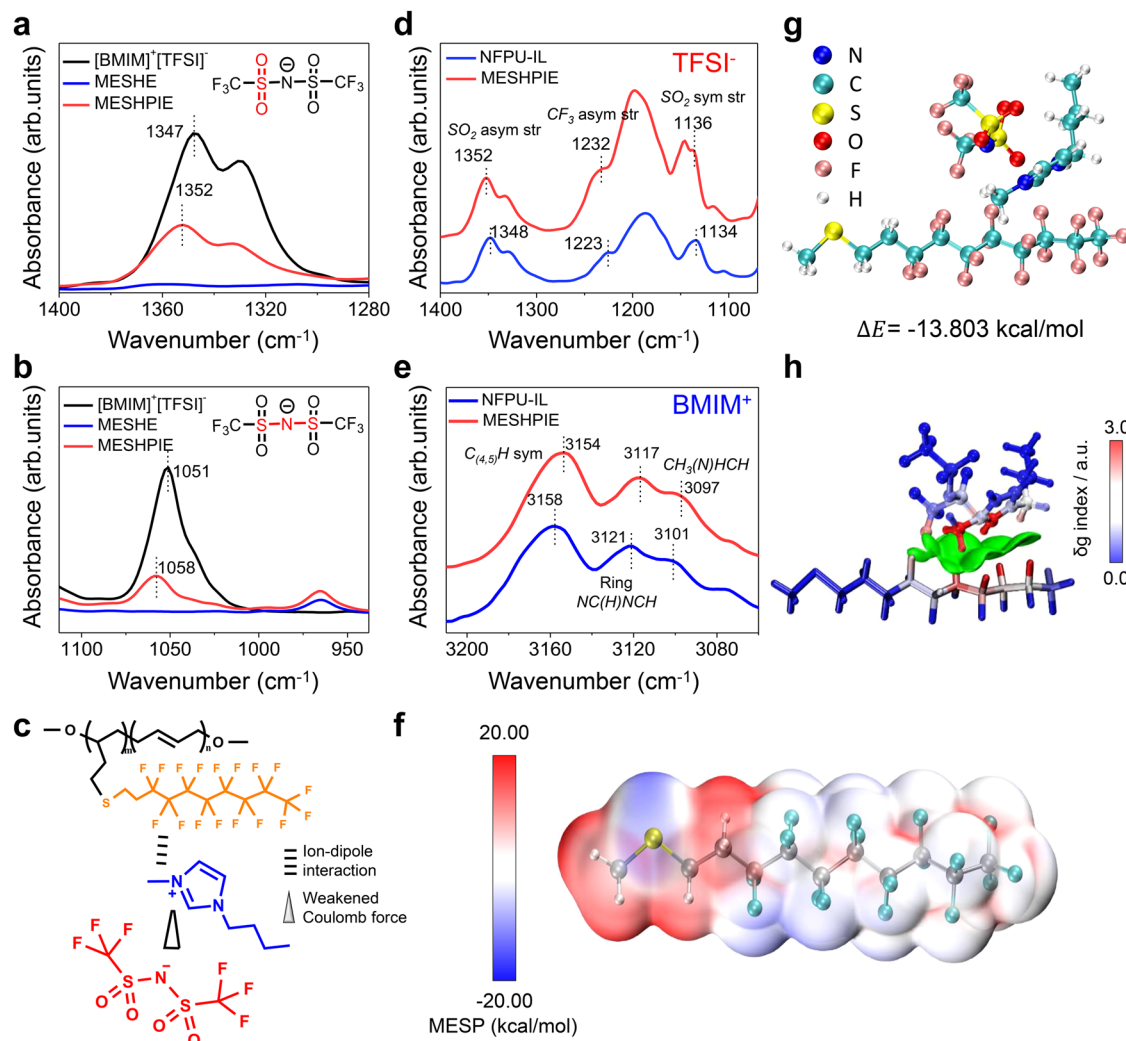 a
[BMIM]+[TFSI]-
MESHE
MESHPIE
O O
F3C-S-N-S-CF3
O O
1347
1352
Absorbance (arb.units)
1400 1360 1320 1280
Wavenumber (cm-1)
d
NFPU-IL
MESHPIE
TFSI-
SO2 asym str
1352
CF3 asym str
1232
SO2 sym str
1136
1348
1223
1134
Absorbance (arb.units)
1400 1300 1200 1100
Wavenumber (cm-1)
g
N
C
S
O
F
H
ΔE= -13.803 kcal/mol
b
[BMIM]+[TFSI]-
MESHE
MESHPIE
O O
F3C-S-N-S-CF3
O O
1051
1058
Absorbance (arb.units)
1100 1050 1000 950
Wavenumber (cm-1)
e
NFPU-IL
MESHPIE
BMIM+
C(4,5)H sym
3154
3117
CH3(N)HCH
3097
3158
3121
3101
Ring
NC(H)NCH
Absorbance (arb.units)
3200 3160 3120 3080
Wavenumber (cm-1)
h
3.0
δg index / a.u.
0.0
c
O m n O
F F F F F F F F
F
S
F
F F F F F F F F
N
+
N
Ion-dipole
interaction
Weakened
Coulomb force
F
F
F
S N- S
O O
O O
F
F
F
f
20.00
-20.00
MESP (kcal/mol)